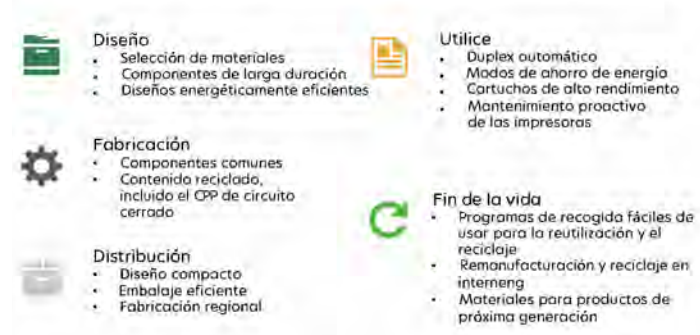 Diseño
• Selección de materiales
• Componentes de larga duración
• Diseños energéticamente eficientes
Fabricación
• Componentes comunes
• Contenido reciclado,
incluido el CPP de circuito
cerrado
Distribución
• Diseño compacto
• Embalaje eficiente
• Fabricación regional
Utilice
• Duplex automático
• Modos de ahorro de energía
• Cartuchos de alto rendimiento
• Mantenimiento proactivo
de las impresoras
Fin de la vida
• Programas de recogida fáciles de
usar para la reutilización y el
reciclaje
• Remanufacturación y reciclaje en
interneng
• Materiales para productos de
próxima generación